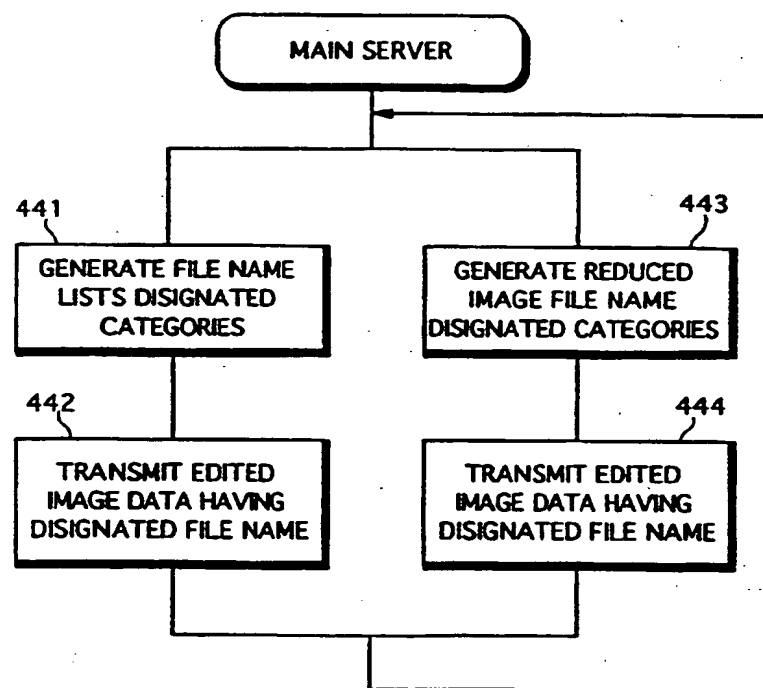 MAIN SERVER
441
GENERATE FILE NAME
LISTS DISIGNATED
CATEGORIES
443
GENERATE REDUCED
IMAGE FILE NAME
DISIGNATED CATEGORIES
442
TRANSMIT EDITED
IMAGE DATA HAVING
DISIGNATED FILE NAME
444
TRANSMIT EDITED
IMAGE DATA HAVING
DISIGNATED FILE NAME